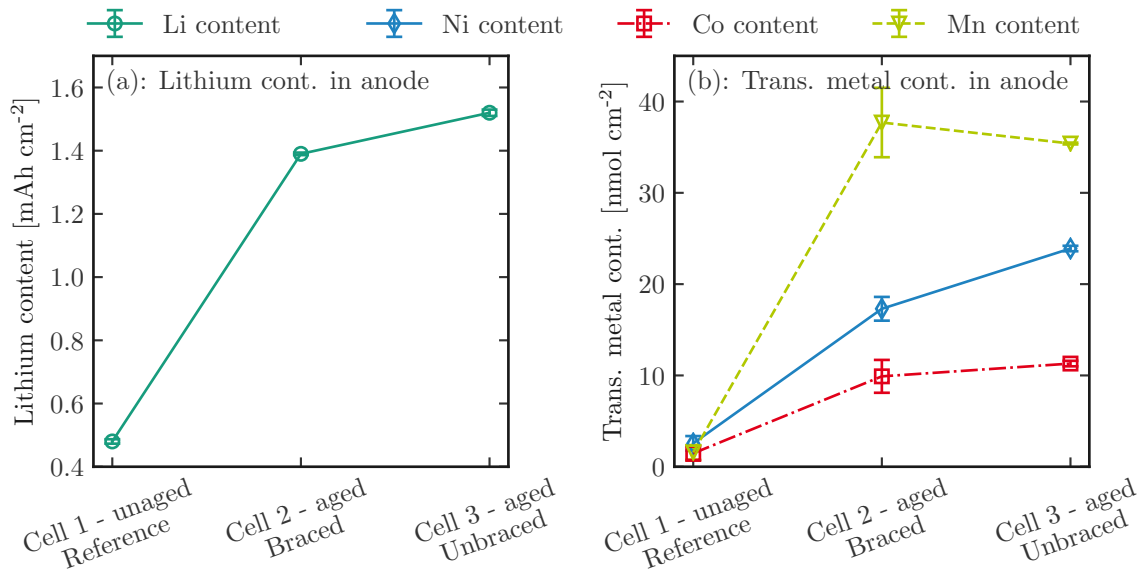 Li content
Ni content
Co content
Mn content
(a): Lithium cont. in anode
Lithium content [mAh cm⁻²]
1.6
1.4
1.2
1.0
0.8
0.6
0.4
Cell 1 - unaged
Reference
Cell 2 - aged
Braced
Cell 3 - aged
Unbraced
(b): Trans. metal cont. in anode
Trans. metal cont. [nmol cm⁻²]
40
30
20
10
0
Cell 1 - unaged
Reference
Cell 2 - aged
Braced
Cell 3 - aged
Unbraced